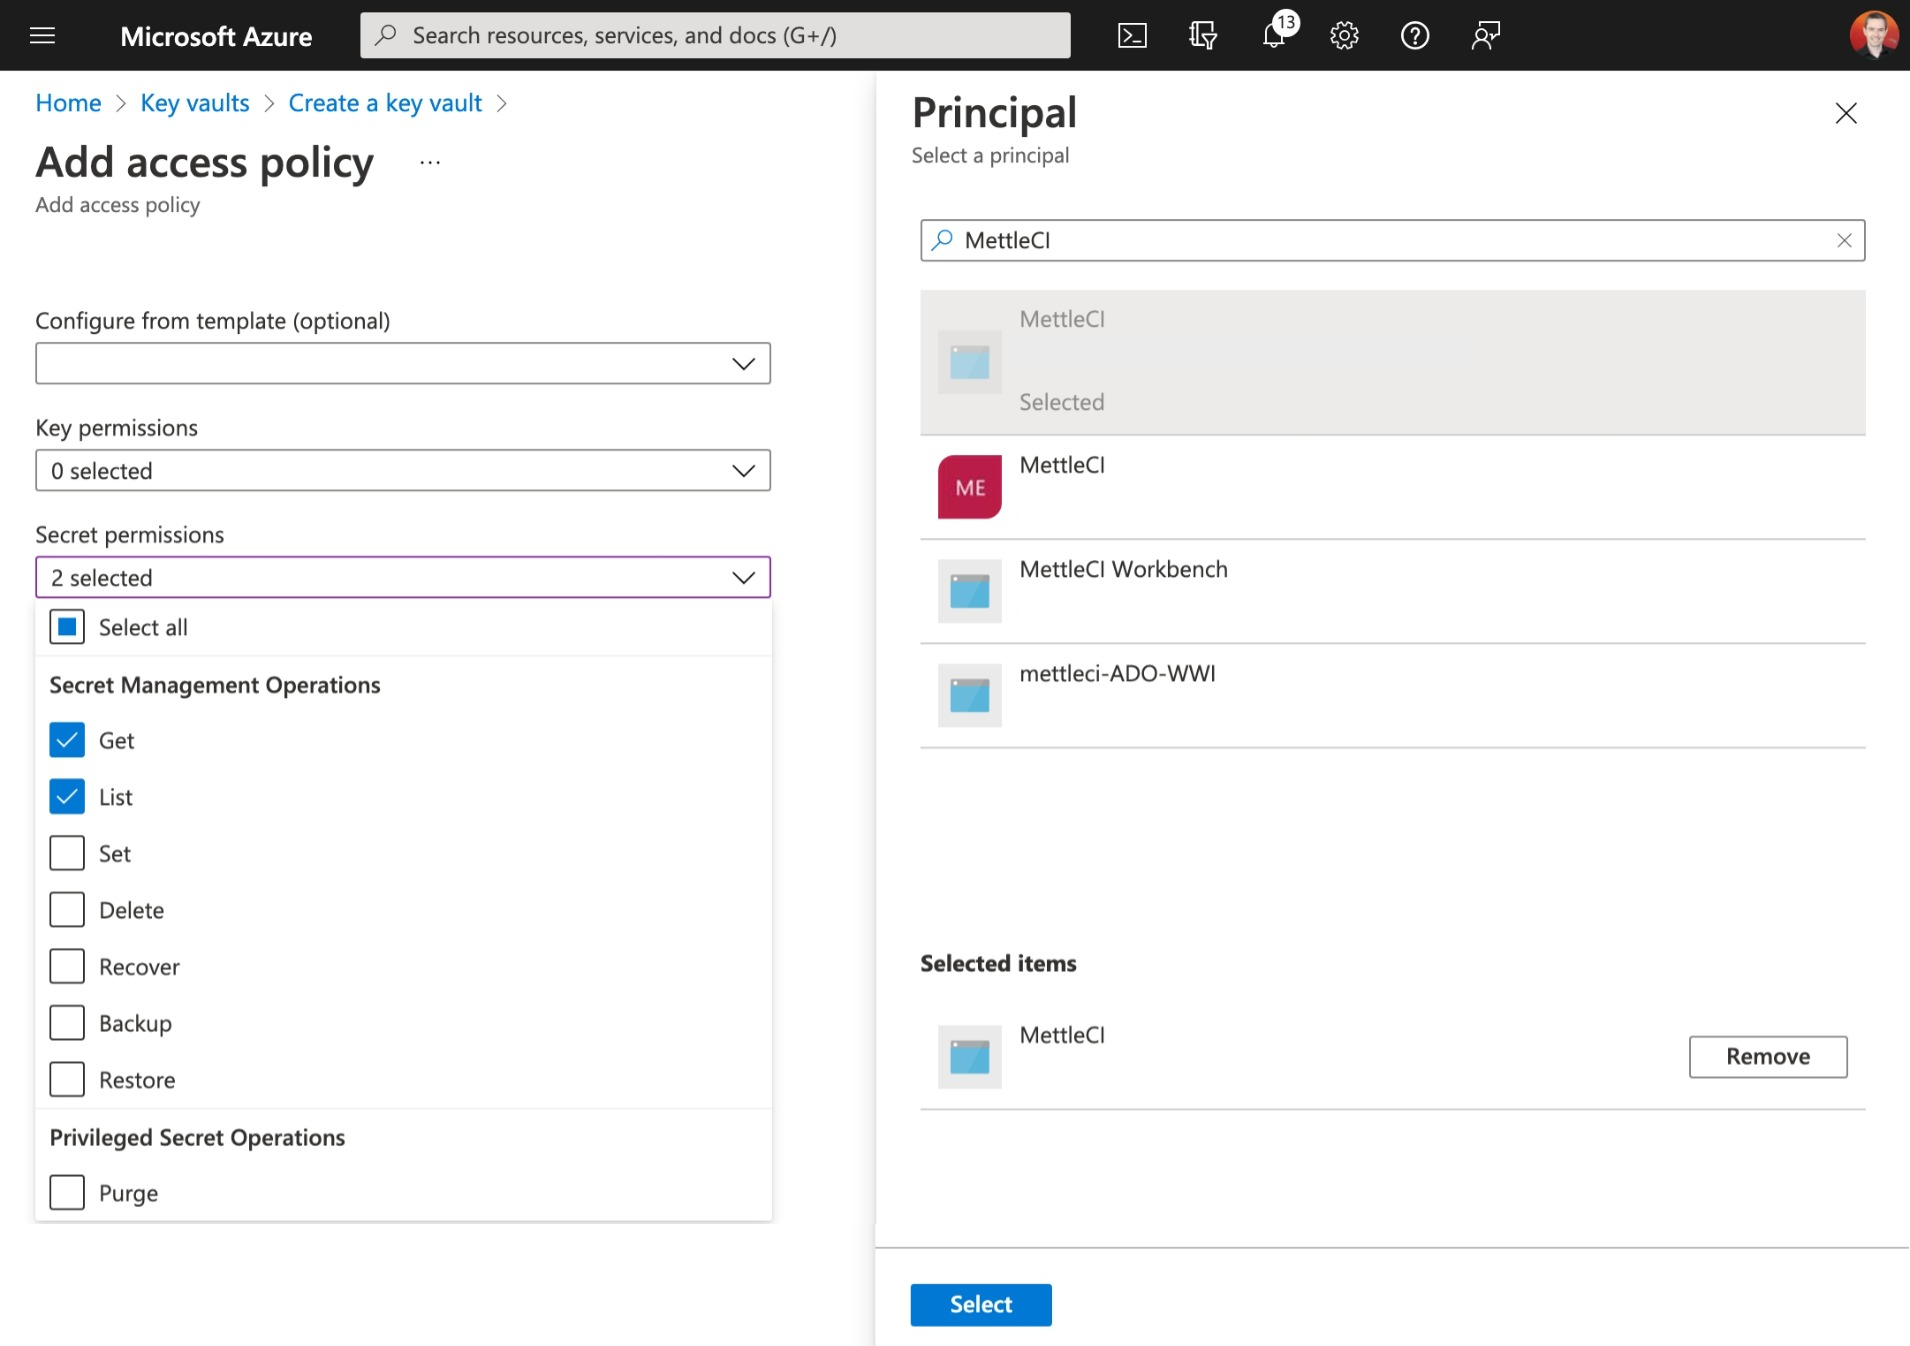 Microsoft Azure
Search resources, services, and docs (G+/)
13
Home > Key vaults > Create a key vault >
Add access policy ...
Add access policy
Configure from template (optional)
Key permissions
0 selected
Secret permissions
2 selected
Select all
Secret Management Operations
Get
List
Set
Delete
Recover
Backup
Restore
Privileged Secret Operations
Purge
Principal
Select a principal
MettleCI
MettleCI
Selected
ME
MettleCI
MettleCI Workbench
mettleci-ADO-WWI
Selected items
MettleCI
Remove
Select